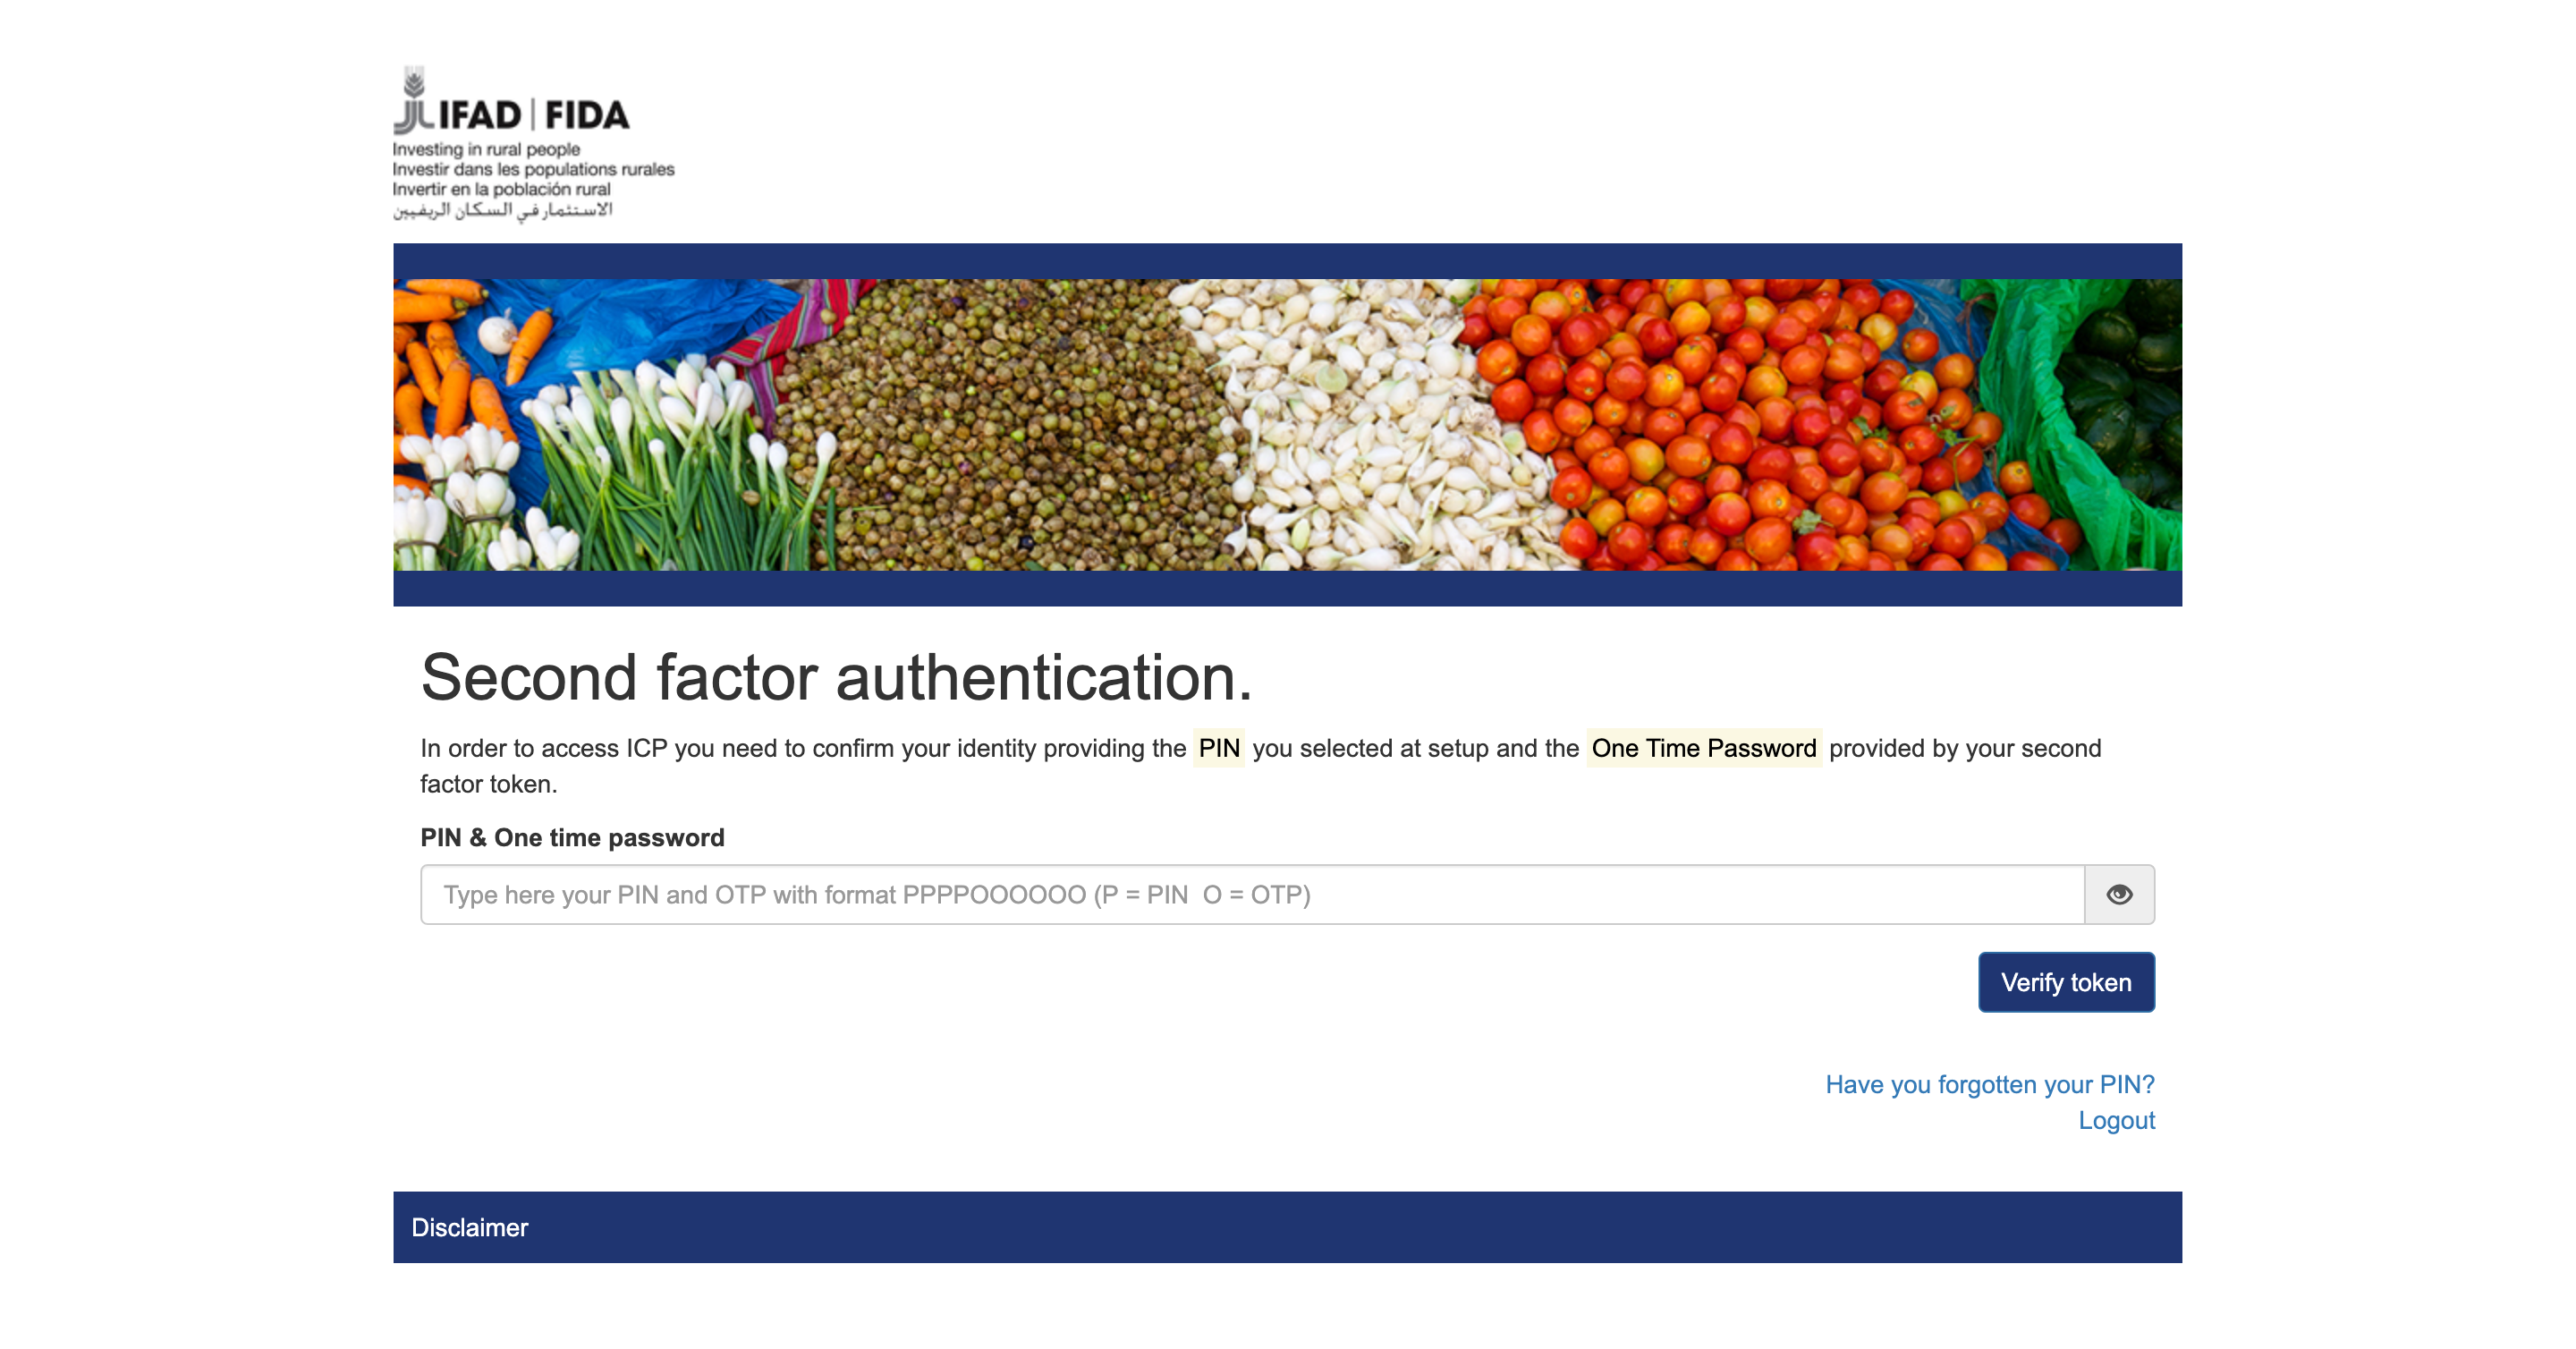 IFAD | FIDA
Investing in rural people
Investir dans les populations rurales
Invertir en la población rural
الاستثمار في السكان الريفيين
Second factor authentication.
In order to access ICP you need to confirm your identity providing the PIN you selected at setup and the One Time Password provided by your second
factor token.
PIN & One time password
Type here your PIN and OTP with format PPPPOOOOOO (P = PIN  O = OTP)
Verify token
Have you forgotten your PIN?
Logout
Disclaimer